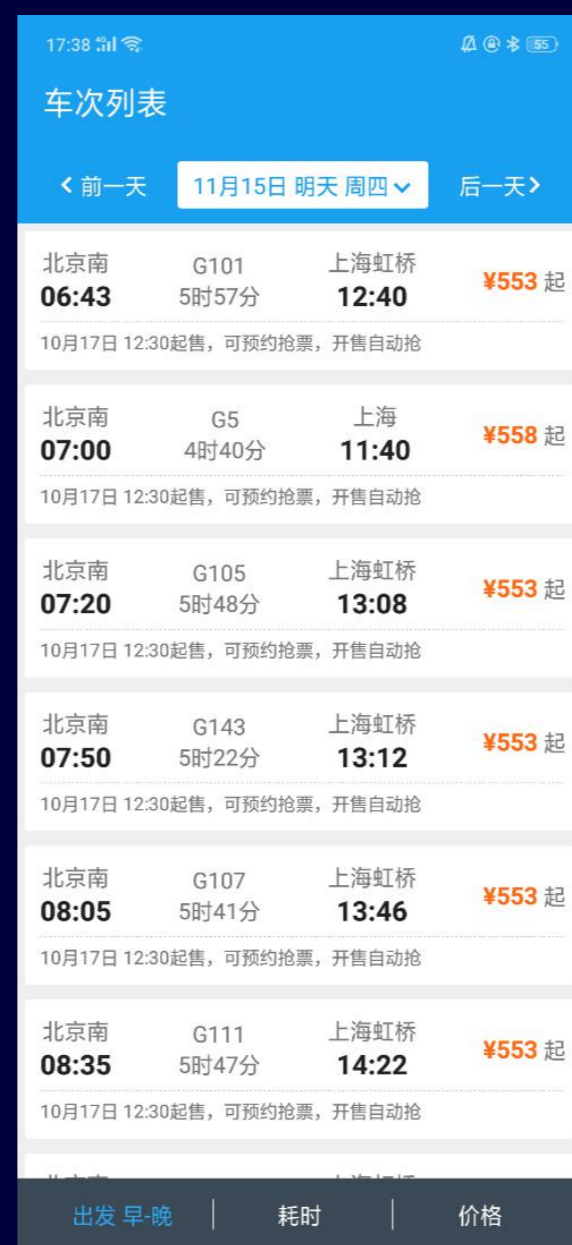 17:38
55
车次列表
前一天 11月15日 明天 周四 后一天
北京南 G101 上海虹桥
¥553 起
06:43 5时57分 12:40
10月17日 12:30起售，可预约抢票，开售自动抢
北京南 G5 上海
¥558 起
07:00 4时40分 11:40
10月17日 12:30起售，可预约抢票，开售自动抢
北京南 G105 上海虹桥
¥553 起
07:20 5时48分 13:08
10月17日 12:30起售，可预约抢票，开售自动抢
北京南 G143 上海虹桥
¥553 起
07:50 5时22分 13:12
10月17日 12:30起售，可预约抢票，开售自动抢
北京南 G107 上海虹桥
¥553 起
08:05 5时41分 13:46
10月17日 12:30起售，可预约抢票，开售自动抢
北京南 G111 上海虹桥
¥553 起
08:35 5时47分 14:22
10月17日 12:30起售，可预约抢票，开售自动抢
出发 早-晚 耗时 价格